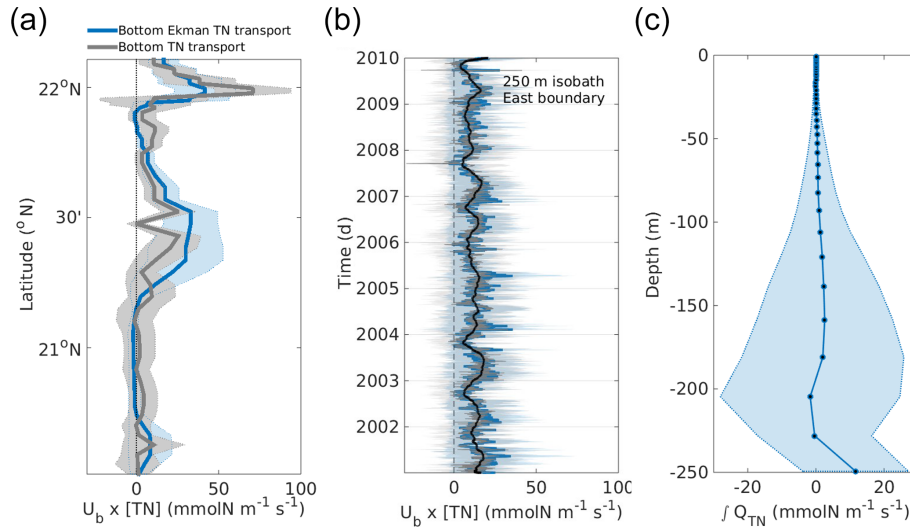 (a)
Bottom Ekman TN transport
Bottom TN transport
22°N
30'
21°N
Latitude (° N)
0
50
100
U_b x [TN] (mmolN m⁻¹ s⁻¹)
(b)
250 m isobath
East boundary
2010
2009
2008
2007
2006
2005
2004
2003
2002
Time (d)
0
50
100
U_b x [TN] (mmolN m⁻¹ s⁻¹)
(c)
0
-50
-100
-150
-200
-250
Depth (m)
-20
0
20
∫ Q_TN (mmolN m⁻¹ s⁻¹)